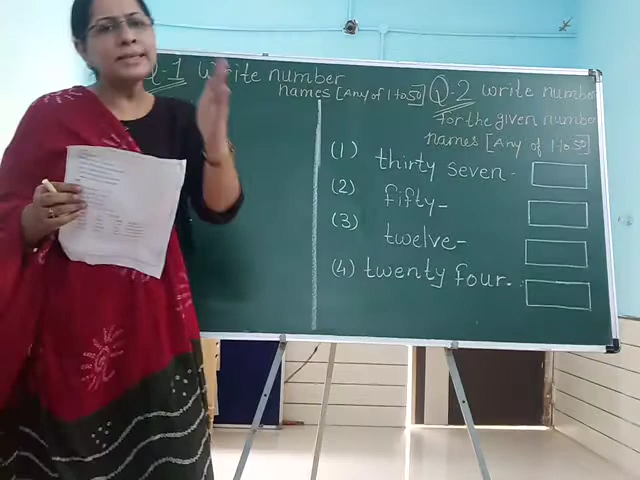 Q.1 Write number
names [Any of 1 to 50]
Q.2 write number
For the given number
names [Any of 1 to 50]
(1) thirty seven-
(2) fifty-
(3) twelve-
(4) twenty four-